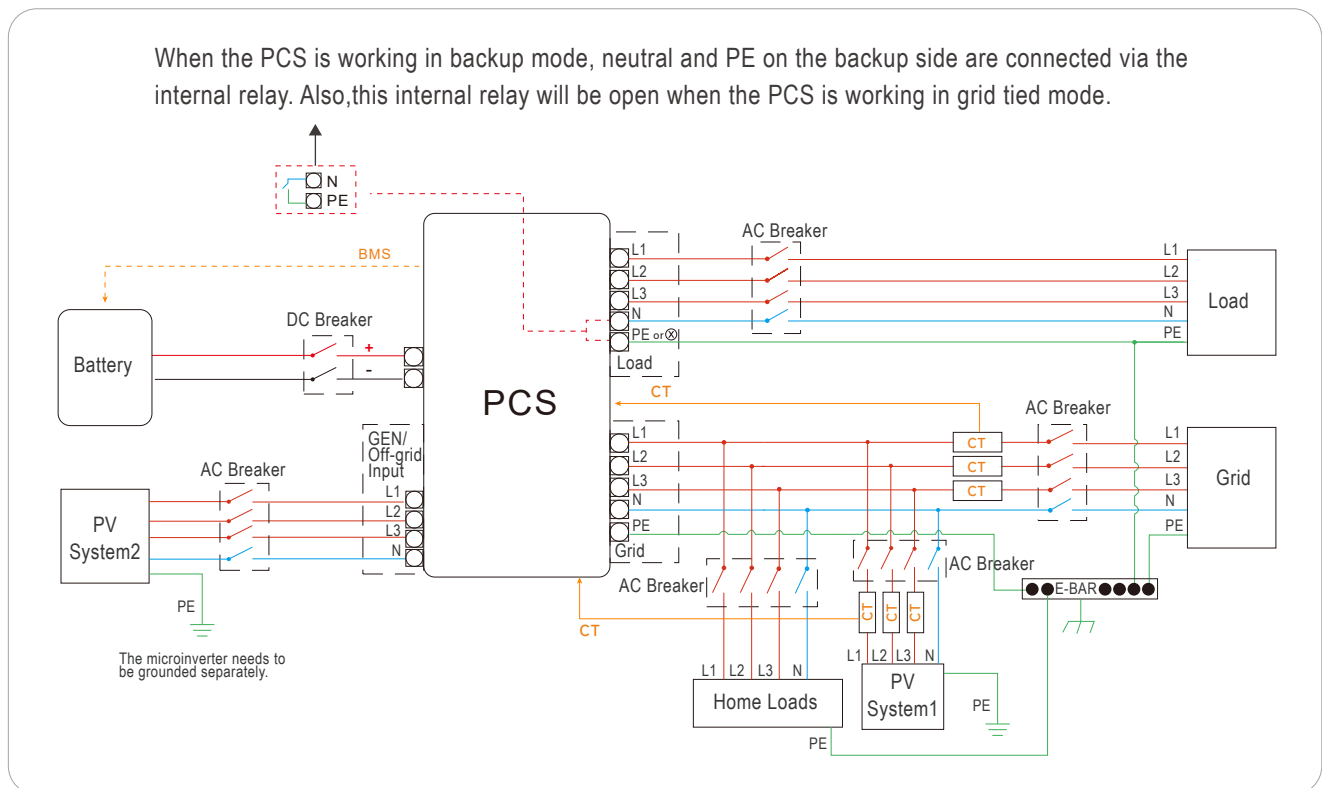 When the PCS is working in backup mode, neutral and PE on the backup side are connected via the
internal relay. Also,this internal relay will be open when the PCS is working in grid tied mode.
N
PE
BMS
Battery
DC Breaker
+
-
PCS
L1
L2
L3
N
PE or
Load
AC Breaker
L1
L2
L3
N
PE
Load
CT
GEN/
Off-grid
Input
L1
L2
L3
N
AC Breaker
PV
System2
PE
The microinverter needs to
be grounded separately.
L1
L2
L3
N
PE
Grid
CT
CT
CT
AC Breaker
L1
L2
L3
N
PE
Grid
AC Breaker
AC Breaker
E-BAR
CT
CT
CT
CT
L1 L2 L3 N
Home Loads
PE
L1 L2 L3 N
PV
System1
PE